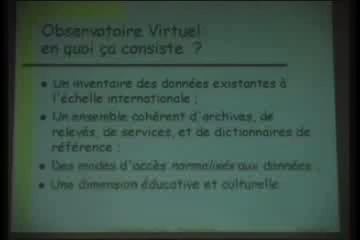 Observatoire Virtuel:
en quoi ça consiste ?
• Un inventaire des données existantes à
l'échelle internationale ;
• Un ensemble cohérent d'archives, de
relevés, de services, et de dictionnaires de
référence ;
• Des modes d'accès normalisés aux données
• Une dimension éducative et culturelle